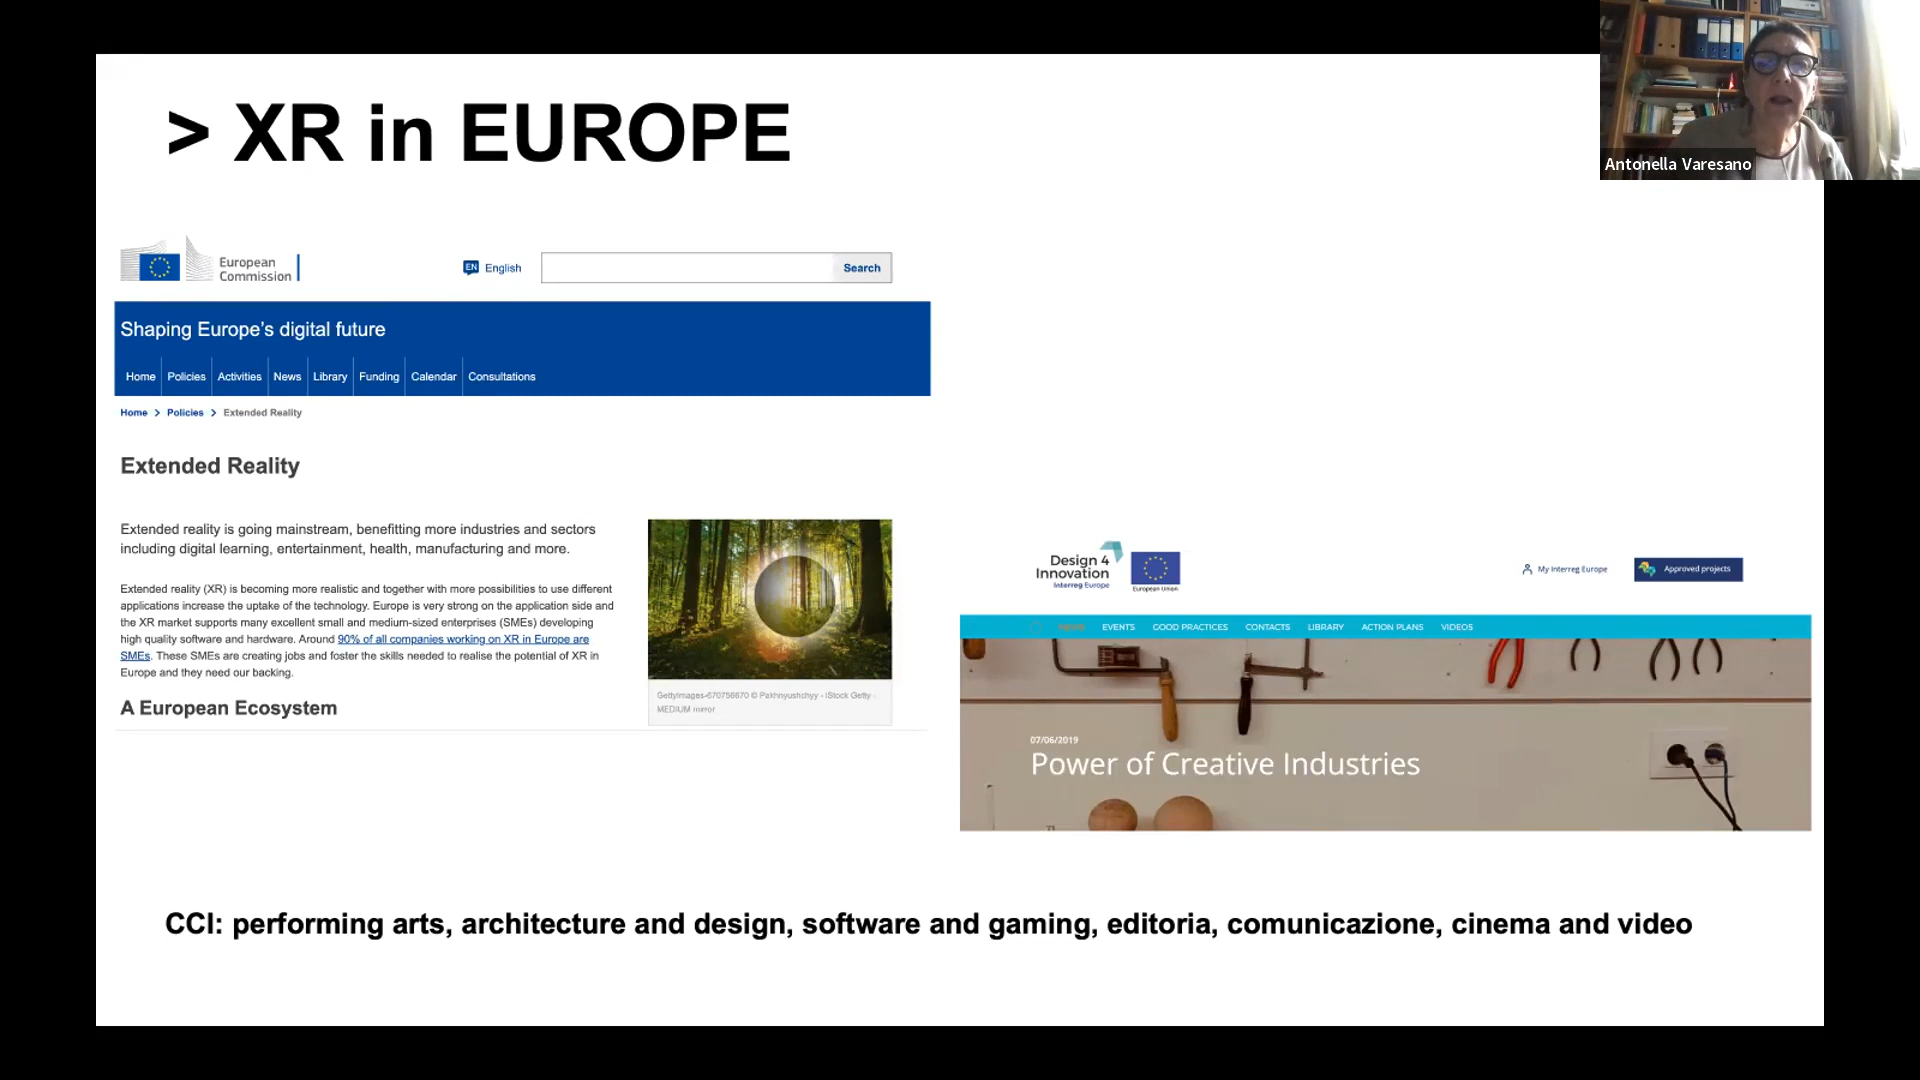 > XR in EUROPE
Antonella Varesano
European
Commission
EN English
Search
Shaping Europe's digital future
Home Policies Activities News Library Funding Calendar Consultations
Home > Policies > Extended Reality
Extended Reality
Extended reality is going mainstream, benefitting more industries and sectors
including digital learning, entertainment, health, manufacturing and more.
Extended reality (XR) is becoming more realistic and together with more possibilities to use different
applications increase the uptake of the technology. Europe is very strong on the application side and
the XR market supports many excellent small and medium-sized enterprises (SMEs) developing
high quality software and hardware. Around 90% of all companies working on XR in Europe are
SMEs. These SMEs are creating jobs and foster the skills needed to realise the potential of XR in
Europe and they need our backing.
GettyImages-670756670 © Pakhnyushchyy - iStock Getty -
MEDIUM mirror
A European Ecosystem
Design 4
Innovation
Interreg Europe
European Union
My Interreg Europe
Approved projects
NEWS EVENTS GOOD PRACTICES CONTACTS LIBRARY ACTION PLANS VIDEOS
07/06/2019
Power of Creative Industries
CCI: performing arts, architecture and design, software and gaming, editoria, comunicazione, cinema and video